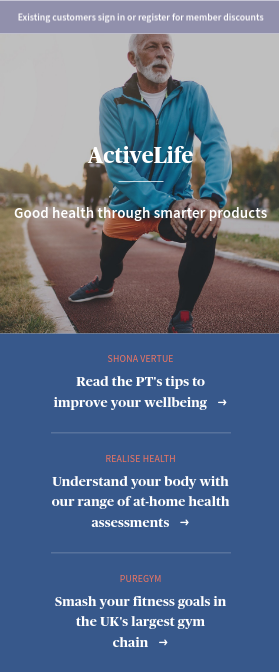 Existing customers sign in or register for member discounts
ActiveLife
Good health through smarter products
SHONA VERTUE
Read the PT's tips to
improve your wellbeing →
REALISE HEALTH
Understand your body with
our range of at-home health
assessments →
PUREGYM
Smash your fitness goals in
the UK's largest gym
chain →